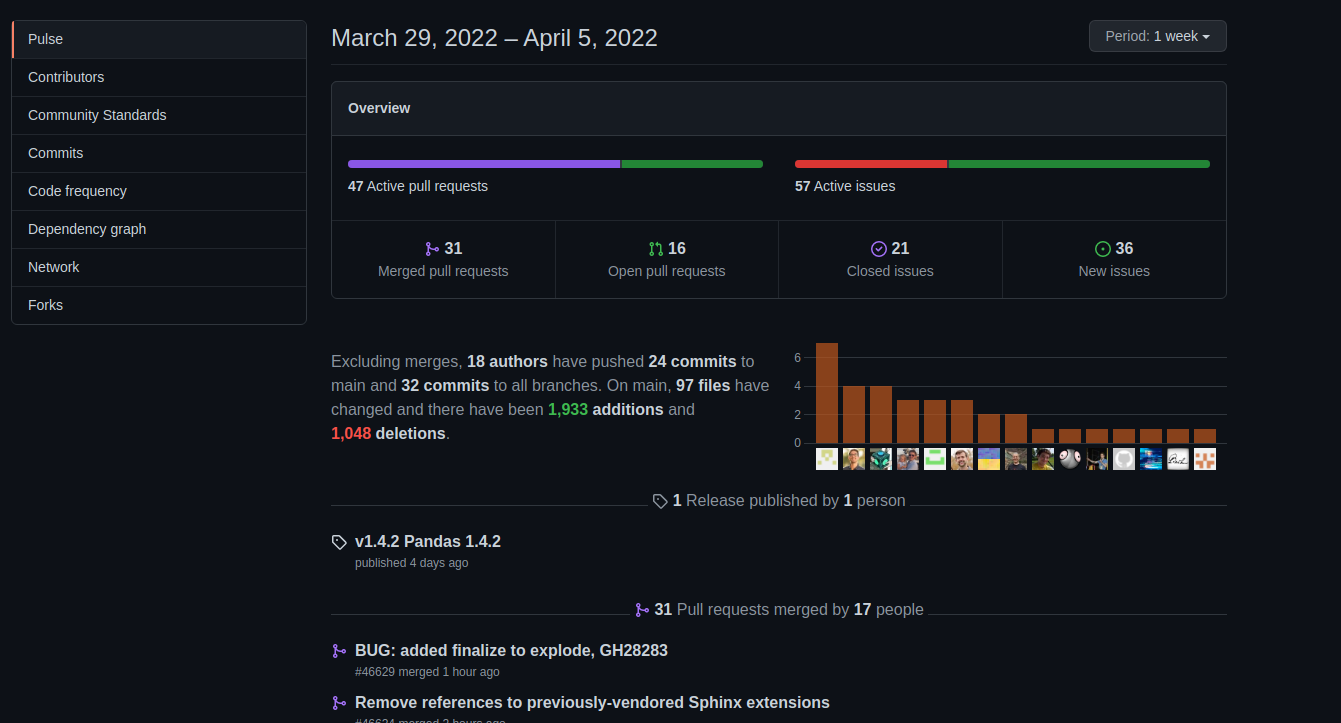 Pulse
Contributors
Community Standards
Commits
Code frequency
Dependency graph
Network
Forks
March 29, 2022 – April 5, 2022
Period: 1 week
Overview
47 Active pull requests
57 Active issues
31
Merged pull requests
16
Open pull requests
21
Closed issues
36
New issues
Excluding merges, 18 authors have pushed 24 commits to
main and 32 commits to all branches. On main, 97 files have
changed and there have been 1,933 additions and
1,048 deletions.
6
4
2
0
1 Release published by 1 person
v1.4.2 Pandas 1.4.2
published 4 days ago
31 Pull requests merged by 17 people
BUG: added finalize to explode, GH28283
#46629 merged 1 hour ago
Remove references to previously-vendored Sphinx extensions